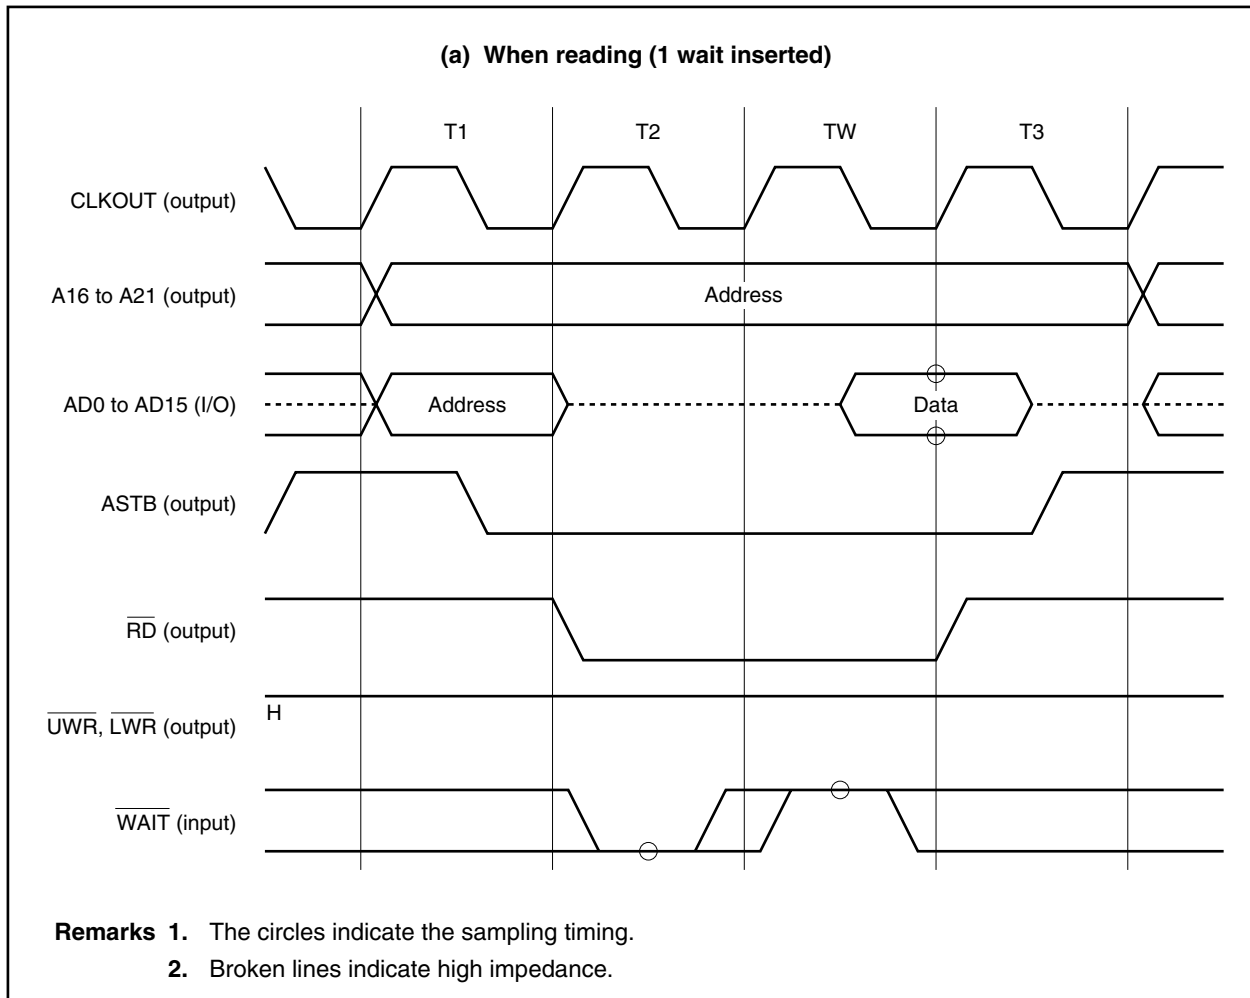 (a) When reading (1 wait inserted)
T1 T2 TW T3
CLKOUT (output)
A16 to A21 (output) Address
AD0 to AD15 (I/O) Address Data
ASTB (output)
RD (output)
H
UWR, LWR (output)
WAIT (input)
Remarks 1. The circles indicate the sampling timing.
2. Broken lines indicate high impedance.